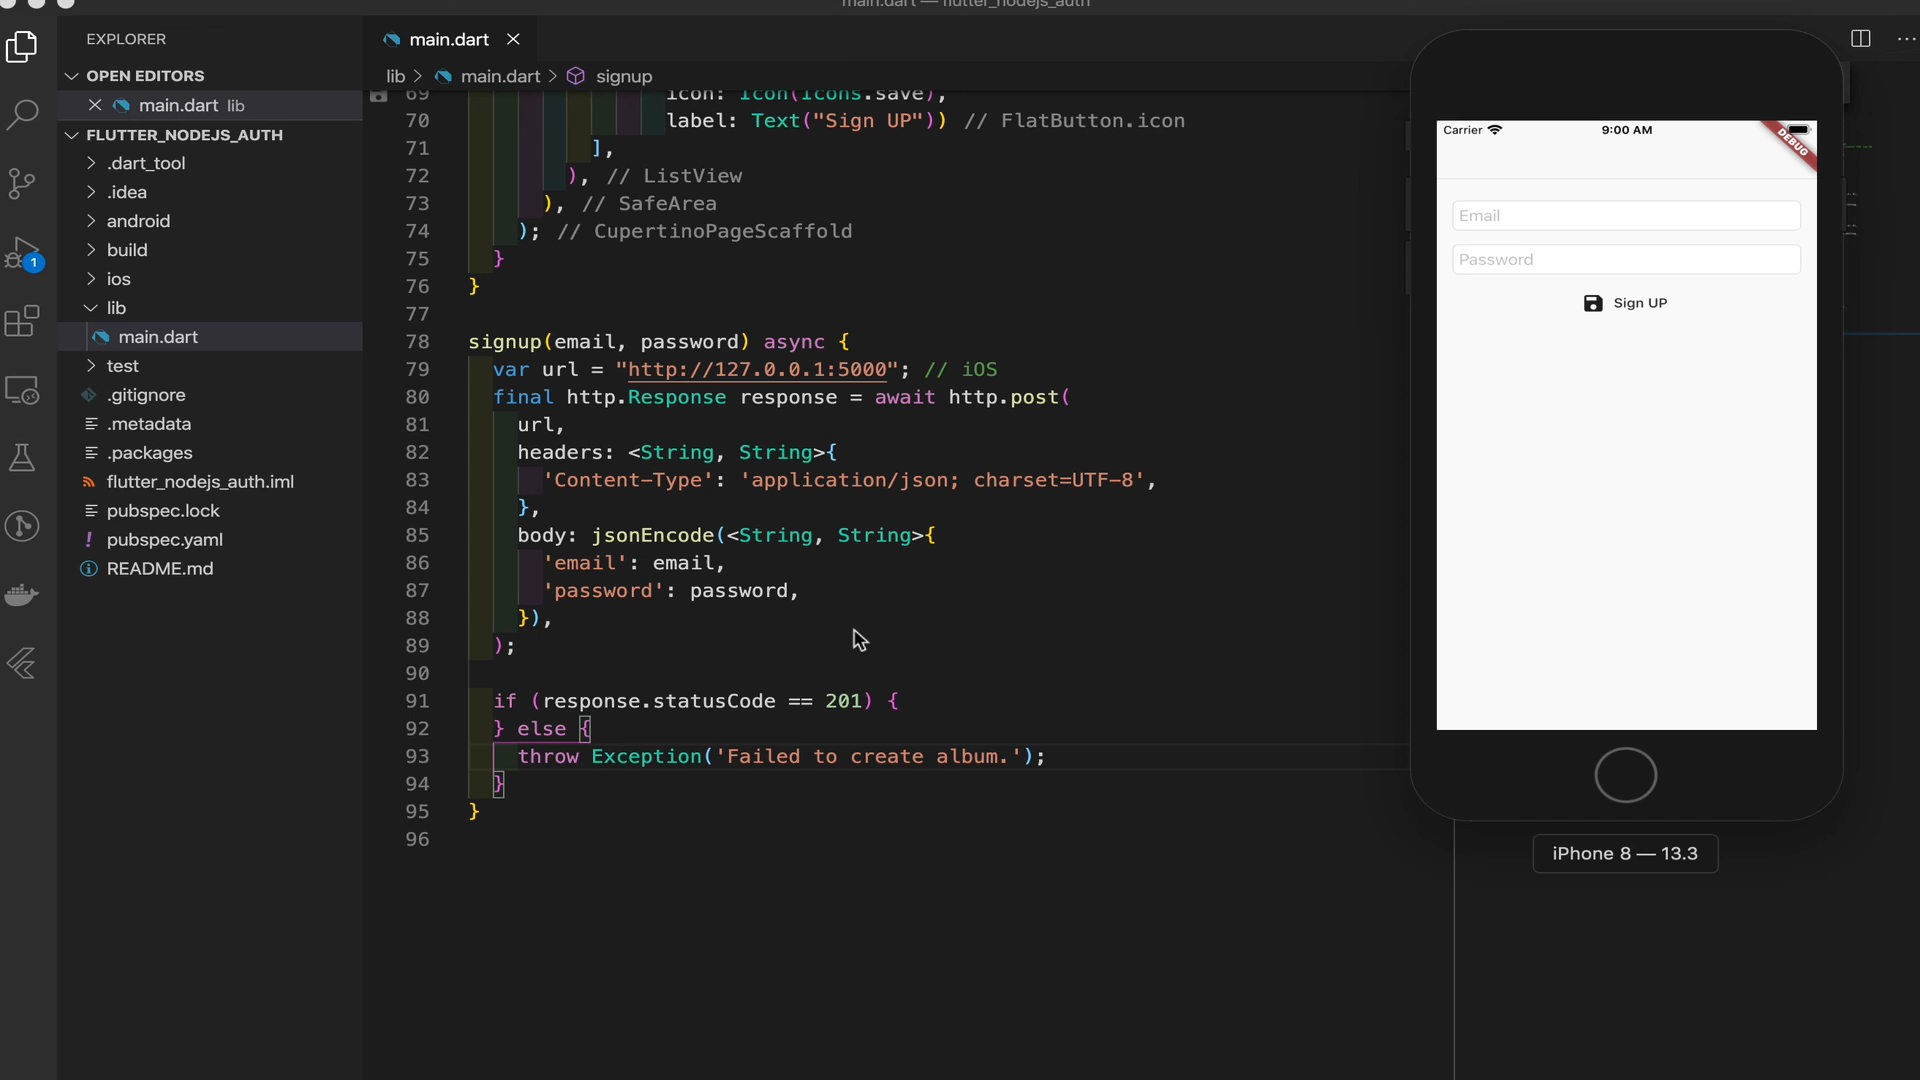 main.dart — flutter_nodejs_auth
EXPLORER
OPEN EDITORS
main.dart lib
FLUTTER_NODEJS_AUTH
.dart_tool
.idea
android
build
ios
lib
main.dart
test
.gitignore
.metadata
.packages
flutter_nodejs_auth.iml
pubspec.lock
pubspec.yaml
README.md
1
main.dart
lib > main.dart > signup
69 icon: Icon(Icons.save),
70 label: Text("Sign UP")) // FlatButton.icon
71 ],
72 ), // ListView
73 ), // SafeArea
74 ); // CupertinoPageScaffold
75 }
76 }
77
78 signup(email, password) async {
79 var url = "http://127.0.0.1:5000"; // iOS
80 final http.Response response = await http.post(
81 url,
82 headers: <String, String>{
83 'Content-Type': 'application/json; charset=UTF-8',
84 },
85 body: jsonEncode(<String, String>{
86 'email': email,
87 'password': password,
88 }),
89 );
90
91 if (response.statusCode == 201) {
92 } else {
93 throw Exception('Failed to create album.');
94 }
95 }
96
Carrier 9:00 AM
DEBUG
Email
Password
Sign UP
iPhone 8 — 13.3